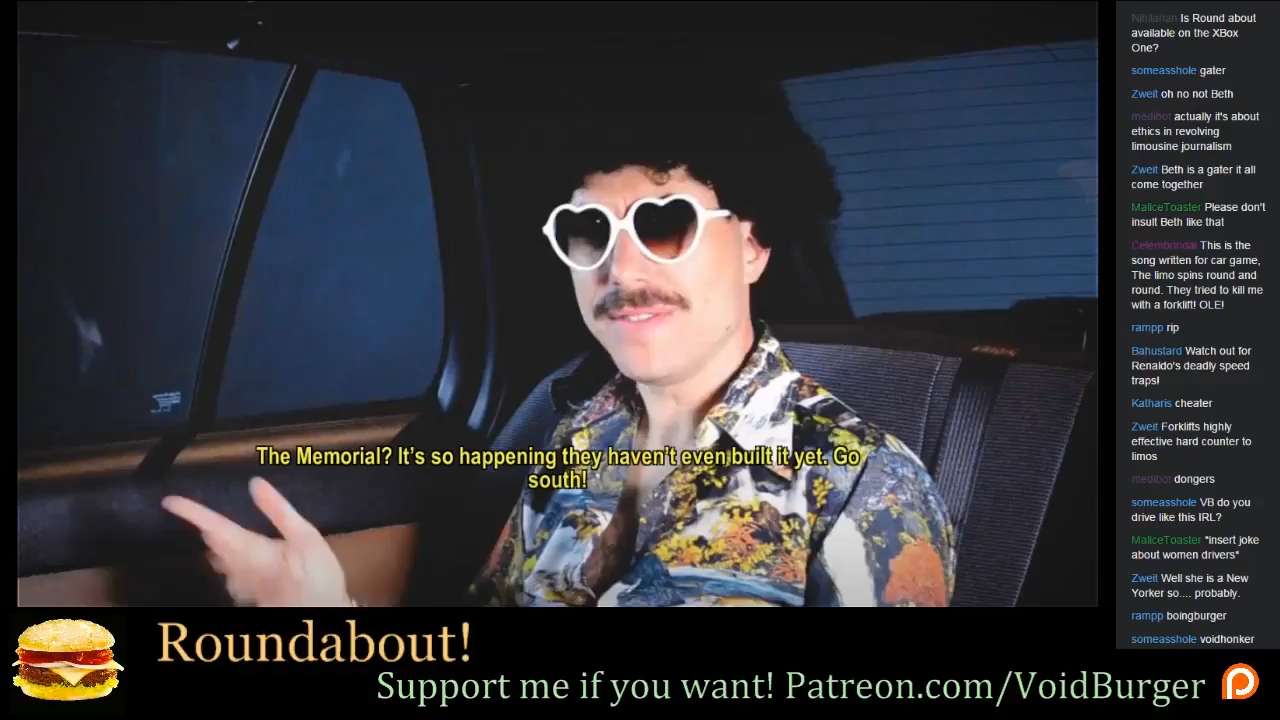 The Memorial? It's so happening they haven't even built it yet. Go
south!
Roundabout!
Support me if you want! Patreon.com/VoidBurger
Nihilarian Is Round about
available on the XBox
One?
someasshole gater
Zweit oh no not Beth
medibot actually it's about
ethics in revolving
limousine journalism
Zweit Beth is a gater it all
come together
MaliceToaster Please don't
insult Beth like that
Celembrindal This is the
song written for car game,
The limo spins round and
round. They tried to kill me
with a forklift! OLE!
rampp rip
Bahustard Watch out for
Renaldo's deadly speed
traps!
Katharis cheater
Zweit Forklifts highly
effective hard counter to
limos
medibot dongers
someasshole VB do you
drive like this IRL?
MaliceToaster *insert joke
about women drivers*
Zweit Well she is a New
Yorker so.... probably.
rampp boingburger
someasshole voidhonker